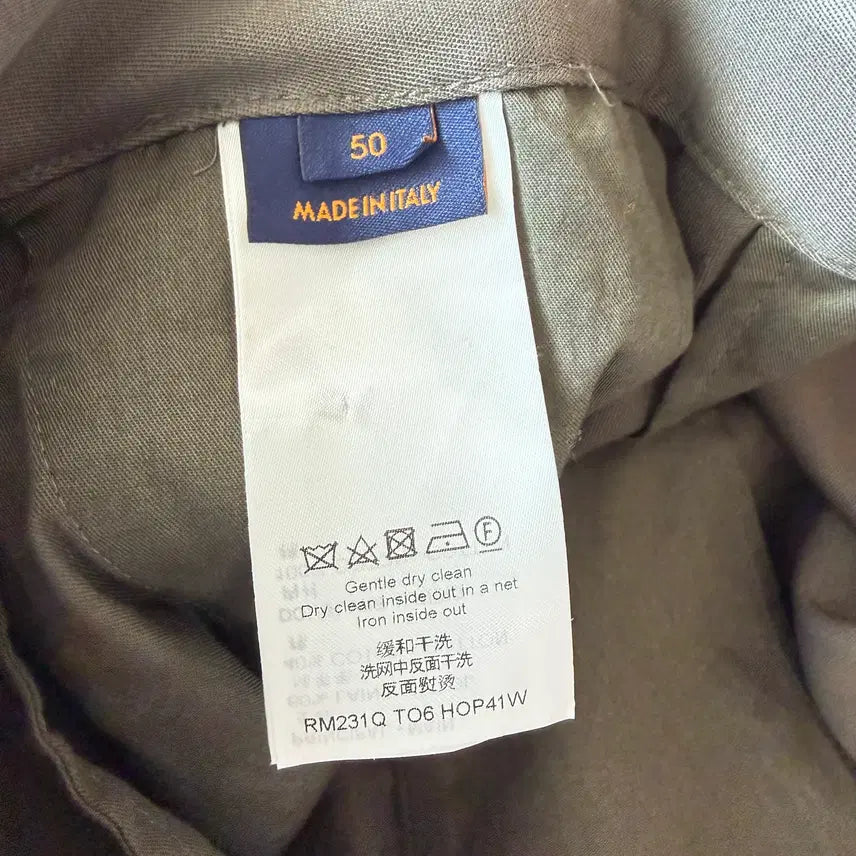 50
MADE IN ITALY
F
Gentle dry clean
Dry clean inside out in a net
Iron inside out
缓和干洗
洗网中反面干洗
反面熨烫
RM231Q TO6 HOP41W